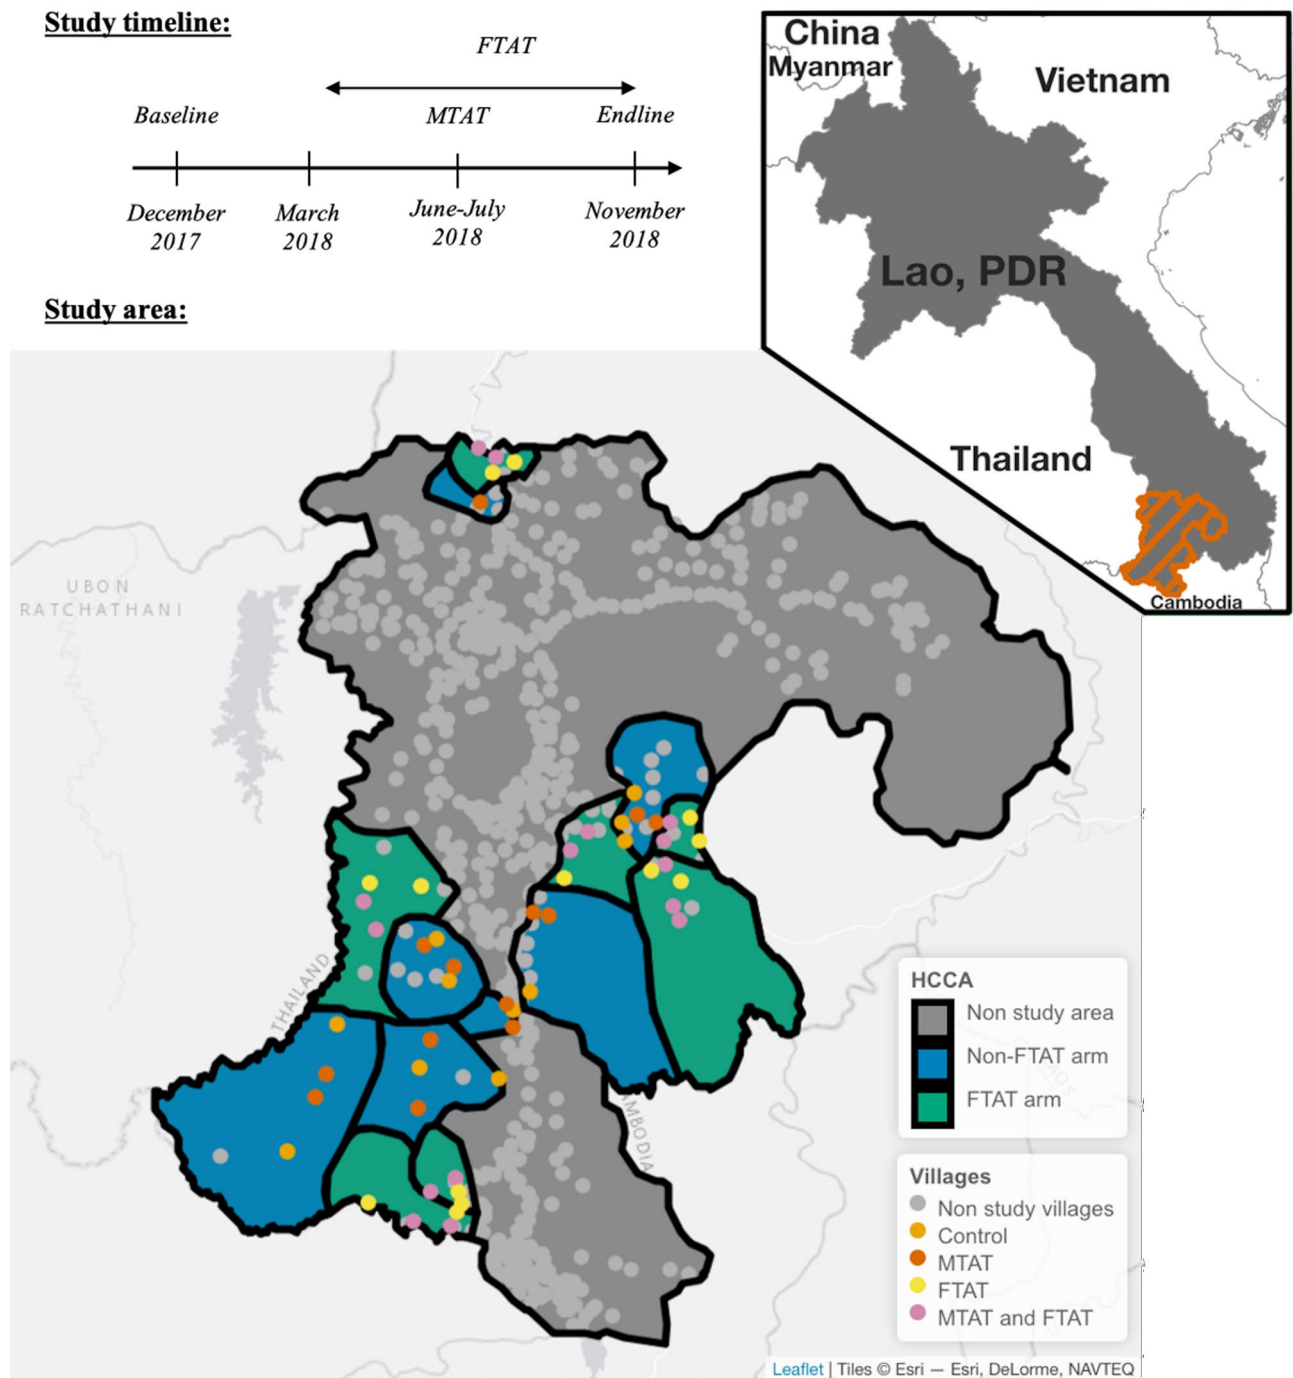 Study timeline:
FTAT
Baseline
MTAT
Endline
December
2017
March
2018
June-July
2018
November
2018
China
Myanmar
Vietnam
Lao, PDR
Thailand
Cambodia
Study area:
UBON
RATCHATHANI
THAILAND
AMBODIA
LAOS
HCCA
Non study area
Non-FTAT arm
FTAT arm
Villages
Non study villages
Control
MTAT
FTAT
MTAT and FTAT
Leaflet | Tiles © Esri — Esri, DeLorme, NAVTEQ